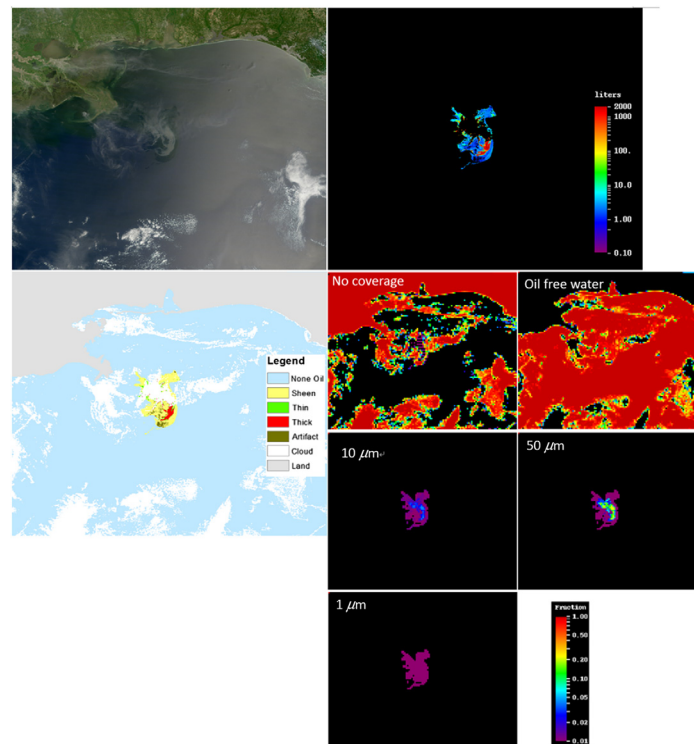 liters
2000
1000
100.
10.0
1.00
0.10
No coverage
Oil free water
Legend
None Oil
Sheen
Thin
Thick
Artifact
Cloud
Land
10 μm
50 μm
1 μm
Fraction
1.00
0.50
0.20
0.10
0.05
0.02
0.01